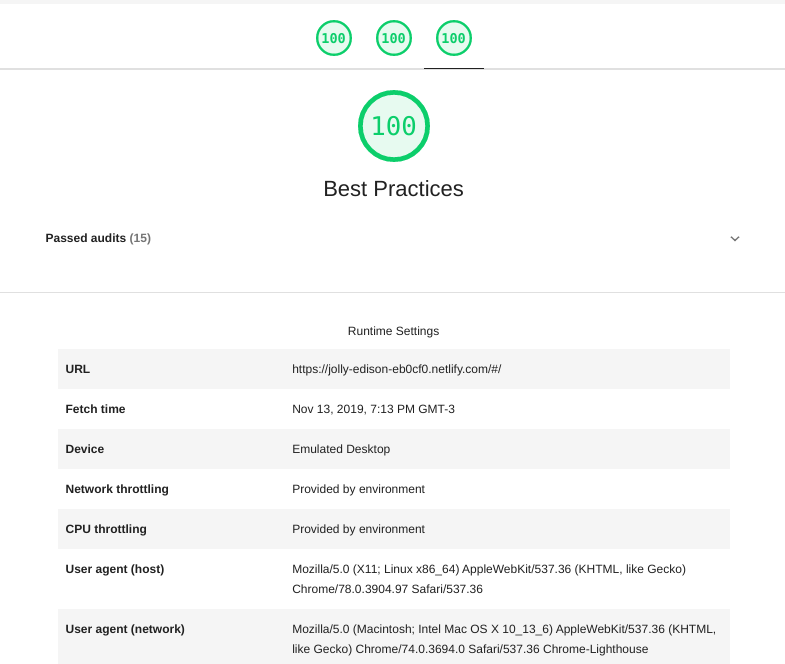 100 100 100
100
Best Practices
Passed audits (15)
Runtime Settings
URL https://jolly-edison-eb0cf0.netlify.com/#/
Fetch time Nov 13, 2019, 7:13 PM GMT-3
Device Emulated Desktop
Network throttling Provided by environment
CPU throttling Provided by environment
User agent (host) Mozilla/5.0 (X11; Linux x86_64) AppleWebKit/537.36 (KHTML, like Gecko)
Chrome/78.0.3904.97 Safari/537.36
User agent (network) Mozilla/5.0 (Macintosh; Intel Mac OS X 10_13_6) AppleWebKit/537.36 (KHTML,
like Gecko) Chrome/74.0.3694.0 Safari/537.36 Chrome-Lighthouse